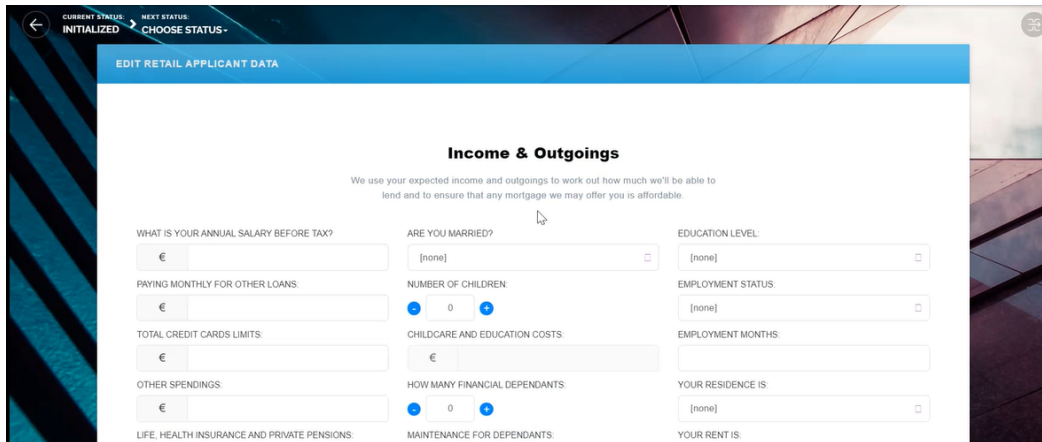 CURRENT STATUS: NEXT STATUS:
INITIALIZED CHOOSE STATUS
EDIT RETAIL APPLICANT DATA
Income & Outgoings
We use your expected income and outgoings to work out how much we'll be able to
lend and to ensure that any mortgage we may offer you is affordable.
WHAT IS YOUR ANNUAL SALARY BEFORE TAX? ARE YOU MARRIED? EDUCATION LEVEL:
€ [none] [none]
PAYING MONTHLY FOR OTHER LOANS: NUMBER OF CHILDREN: EMPLOYMENT STATUS:
€ - 0 + [none]
TOTAL CREDIT CARDS LIMITS: CHILDCARE AND EDUCATION COSTS: EMPLOYMENT MONTHS:
€ €
OTHER SPENDINGS: HOW MANY FINANCIAL DEPENDANTS: YOUR RESIDENCE IS:
€ - 0 + [none]
LIFE, HEALTH INSURANCE AND PRIVATE PENSIONS: MAINTENANCE FOR DEPENDANTS: YOUR RENT IS: